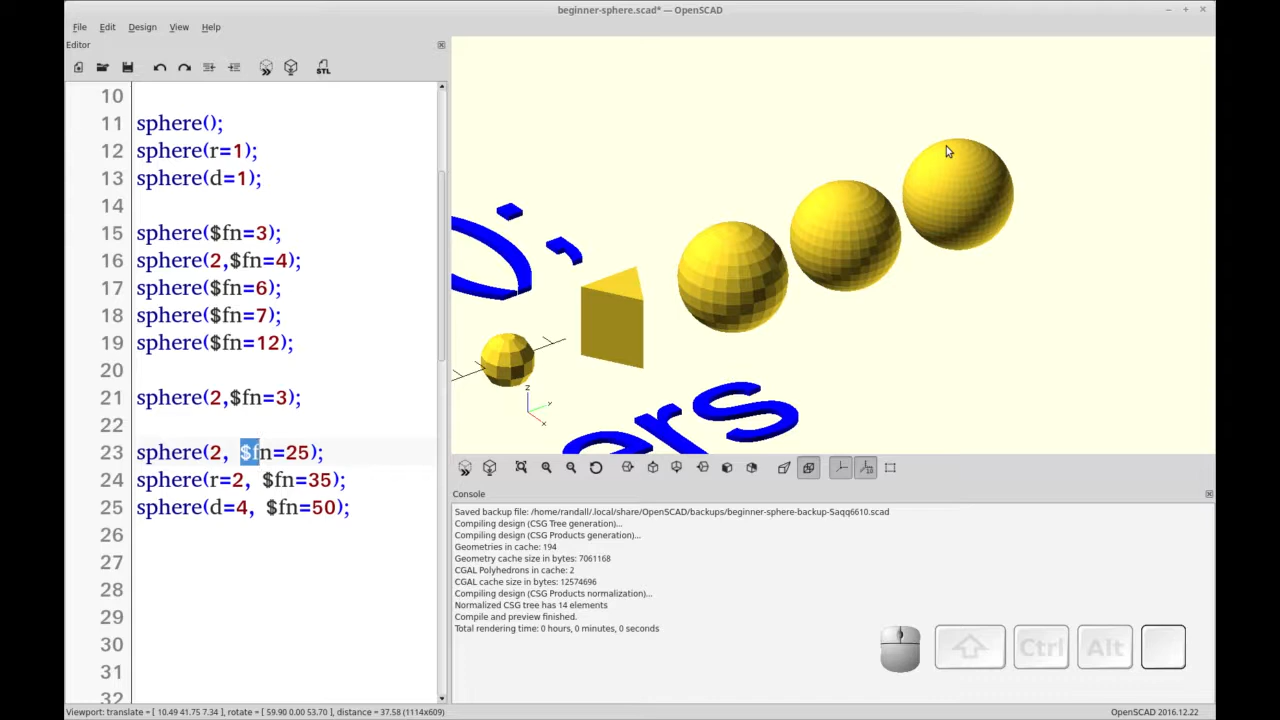 beginner-sphere.scad* — OpenSCAD
File Edit Design View Help
Editor
STL
10
11 sphere();
12 sphere(r=1);
13 sphere(d=1);
14
15 sphere($fn=3);
16 sphere(2,$fn=4);
17 sphere($fn=6);
18 sphere($fn=7);
19 sphere($fn=12);
20
21 sphere(2,$fn=3);
22
23 sphere(2, $fn=25);
24 sphere(r=2, $fn=35);
25 sphere(d=4, $fn=50);
26
27
28
29
30
31
32
ars
z
y
x
Console
Saved backup file: /home/randall/.local/share/OpenSCAD/backups/beginner-sphere-backup-Saqq6610.scad
Compiling design (CSG Tree generation)...
Compiling design (CSG Products generation)...
Geometries in cache: 194
Geometry cache size in bytes: 7061168
CGAL Polyhedrons in cache: 2
CGAL cache size in bytes: 12574696
Compiling design (CSG Products normalization)...
Normalized CSG tree has 14 elements
Compile and preview finished.
Total rendering time: 0 hours, 0 minutes, 0 seconds
Ctrl Alt
Viewport: translate = [ 10.49 41.75 7.34 ], rotate = [ 59.90 0.00 53.70 ], distance = 37.58 (1114x609)
OpenSCAD 2016.12.22